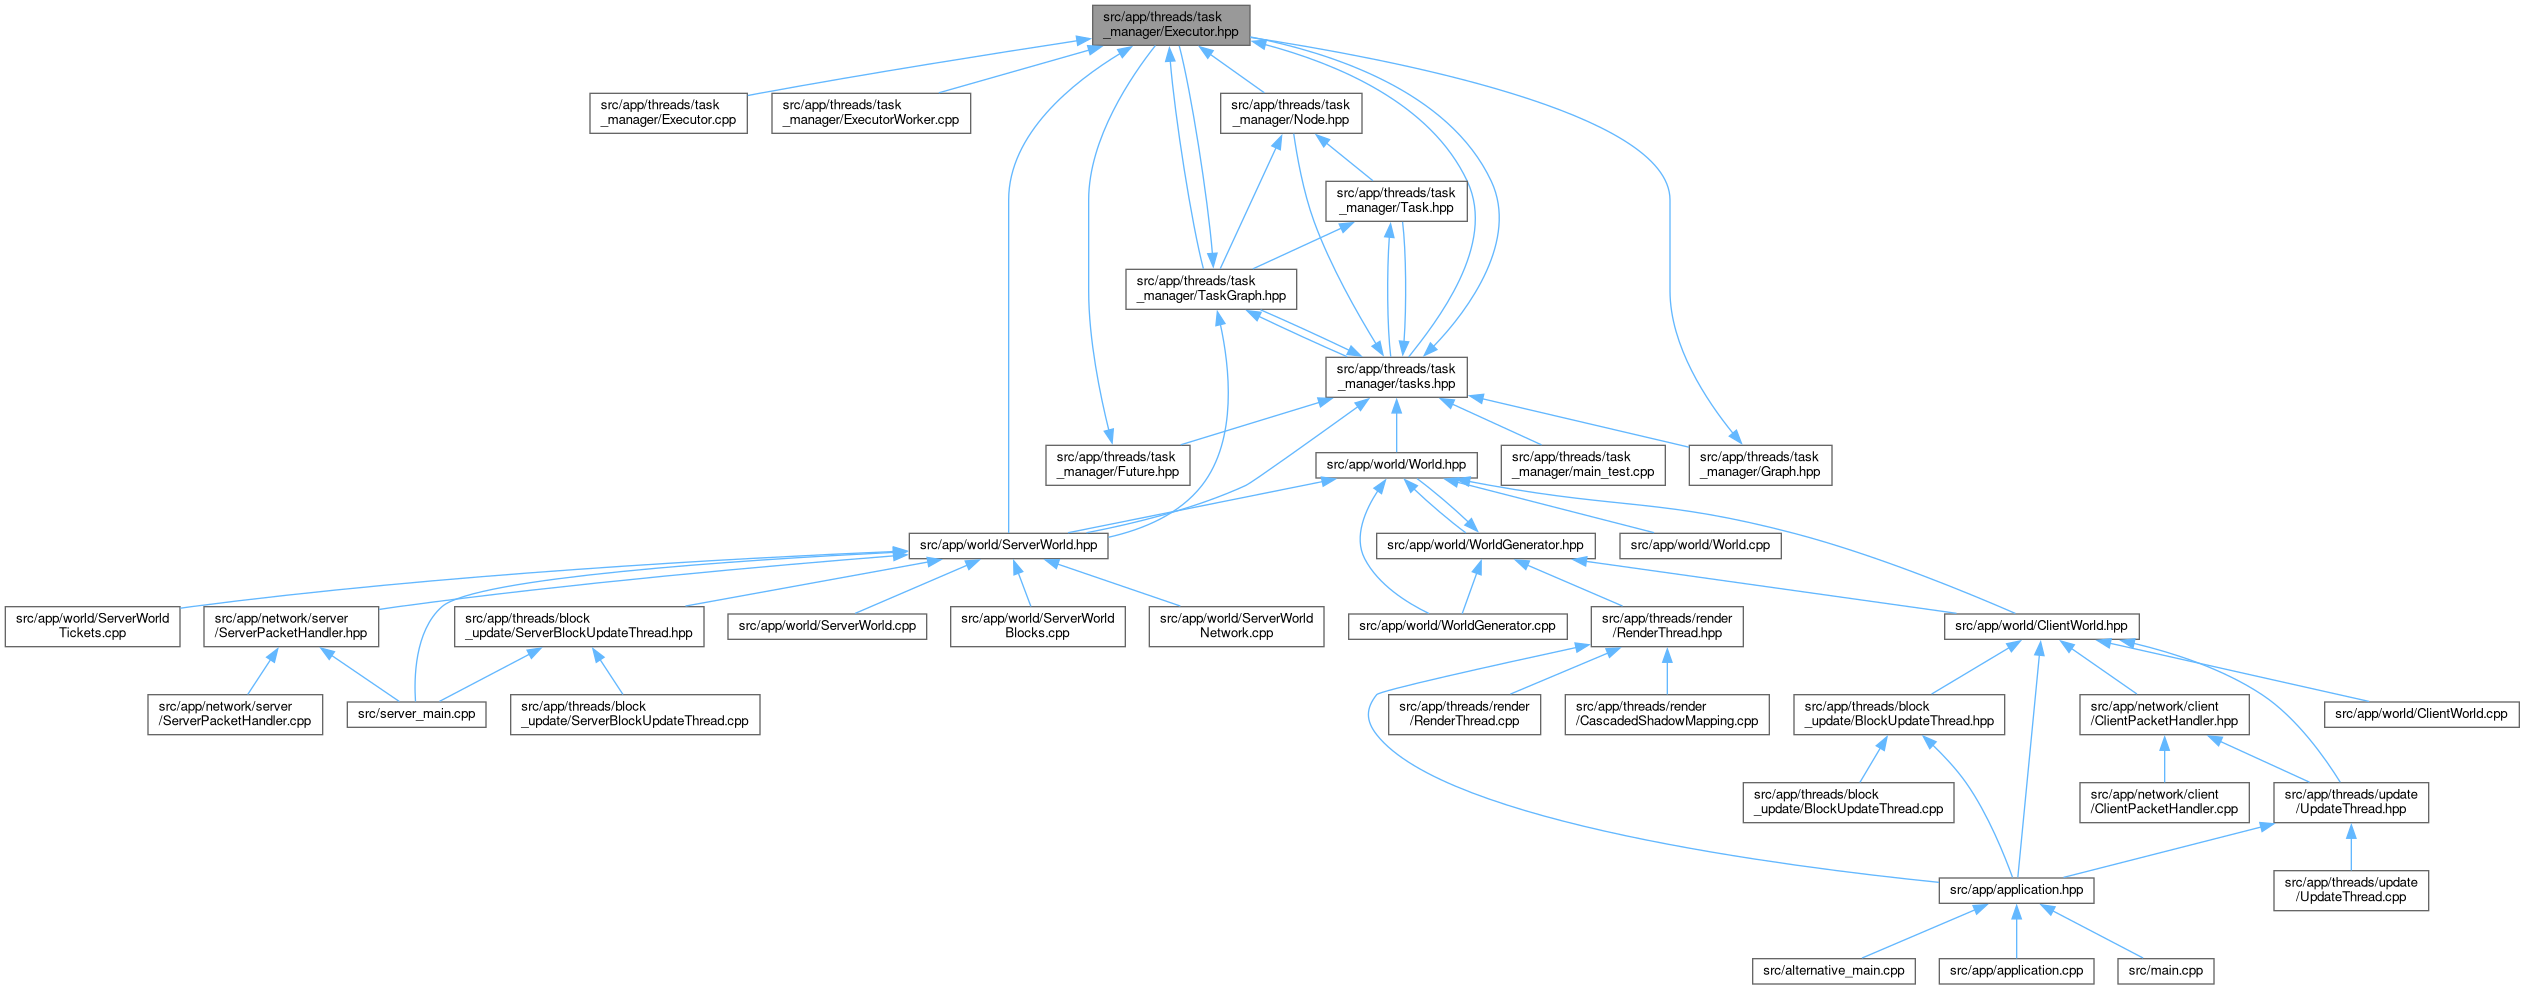 src/app/threads/task
_manager/Executor.hpp
src/app/threads/task
_manager/Executor.cpp
src/app/threads/task
_manager/ExecutorWorker.cpp
src/app/threads/task
_manager/Node.hpp
src/app/threads/task
_manager/Task.hpp
src/app/threads/task
_manager/TaskGraph.hpp
src/app/threads/task
_manager/tasks.hpp
src/app/threads/task
_manager/Future.hpp
src/app/world/World.hpp
src/app/threads/task
_manager/main_test.cpp
src/app/threads/task
_manager/Graph.hpp
src/app/world/ServerWorld.hpp
src/app/world/WorldGenerator.hpp
src/app/world/World.cpp
src/app/world/ServerWorld
Tickets.cpp
src/app/network/server
/ServerPacketHandler.hpp
src/app/threads/block
_update/ServerBlockUpdateThread.hpp
src/app/world/ServerWorld.cpp
src/app/world/ServerWorld
Blocks.cpp
src/app/world/ServerWorld
Network.cpp
src/app/world/WorldGenerator.cpp
src/app/threads/render
/RenderThread.hpp
src/app/world/ClientWorld.hpp
src/app/network/server
/ServerPacketHandler.cpp
src/server_main.cpp
src/app/threads/block
_update/ServerBlockUpdateThread.cpp
src/app/threads/render
/RenderThread.cpp
src/app/threads/render
/CascadedShadowMapping.cpp
src/app/threads/block
_update/BlockUpdateThread.hpp
src/app/network/client
/ClientPacketHandler.hpp
src/app/world/ClientWorld.cpp
src/app/threads/block
_update/BlockUpdateThread.cpp
src/app/network/client
/ClientPacketHandler.cpp
src/app/threads/update
/UpdateThread.hpp
src/app/application.hpp
src/app/threads/update
/UpdateThread.cpp
src/alternative_main.cpp
src/app/application.cpp
src/main.cpp